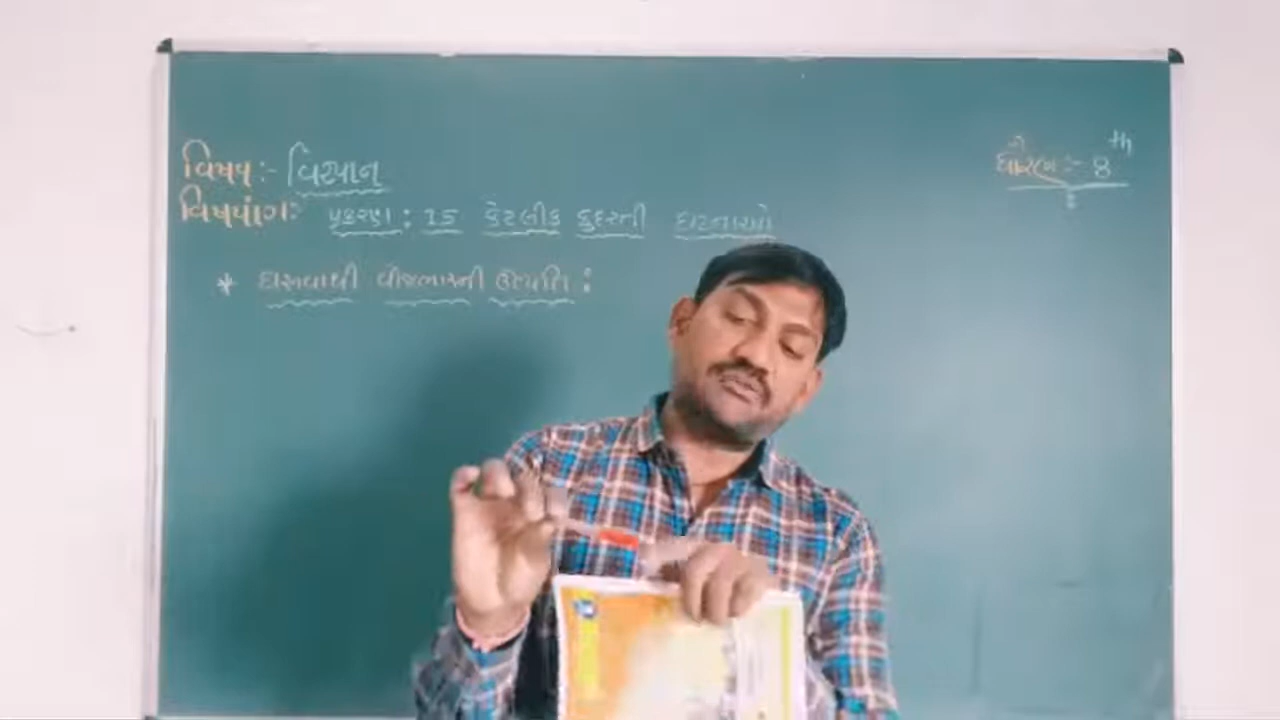 વિષય:- વિજ્ઞાન
ધોરણ:- 8th
વિષયાંગ: પ્રકરણ: 15 કેટલીક કુદરતી ઘટનાઓ
* ઘસવાથી વીજભારની ઉત્પત્તિ: